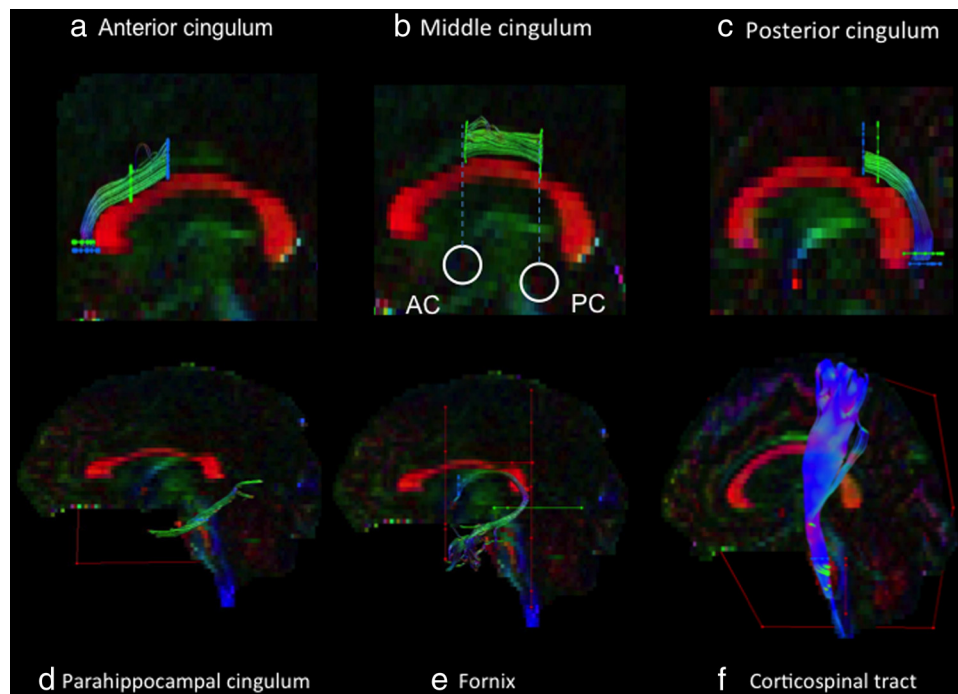 a Anterior cingulum
b Middle cingulum
c Posterior cingulum
AC
PC
d Parahippocampal cingulum
e Fornix
f Corticospinal tract